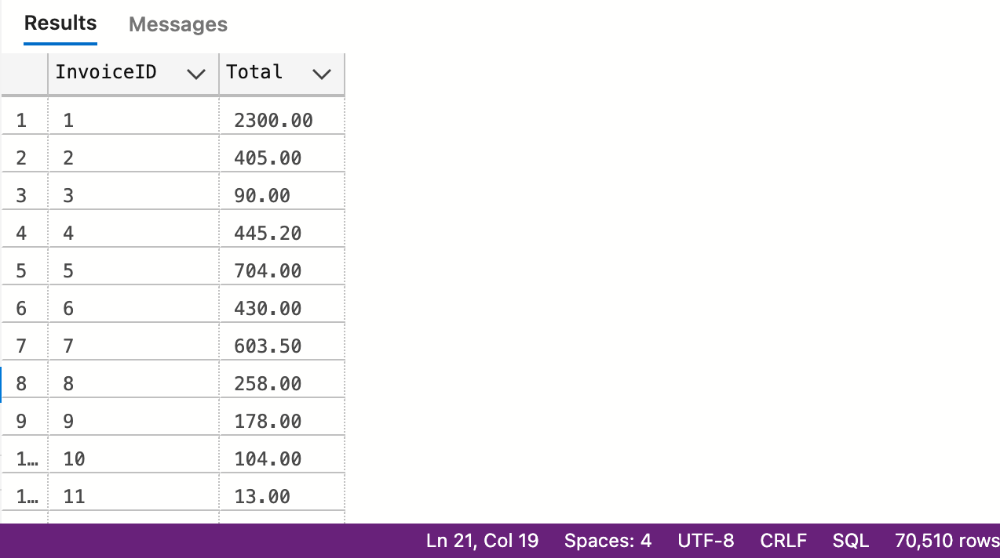 Results Messages
InvoiceID Total
1 1 2300.00
2 2 405.00
3 3 90.00
4 4 445.20
5 5 704.00
6 6 430.00
7 7 603.50
8 8 258.00
9 9 178.00
1… 10 104.00
1… 11 13.00
Ln 21, Col 19 Spaces: 4 UTF-8 CRLF SQL 70,510 rows